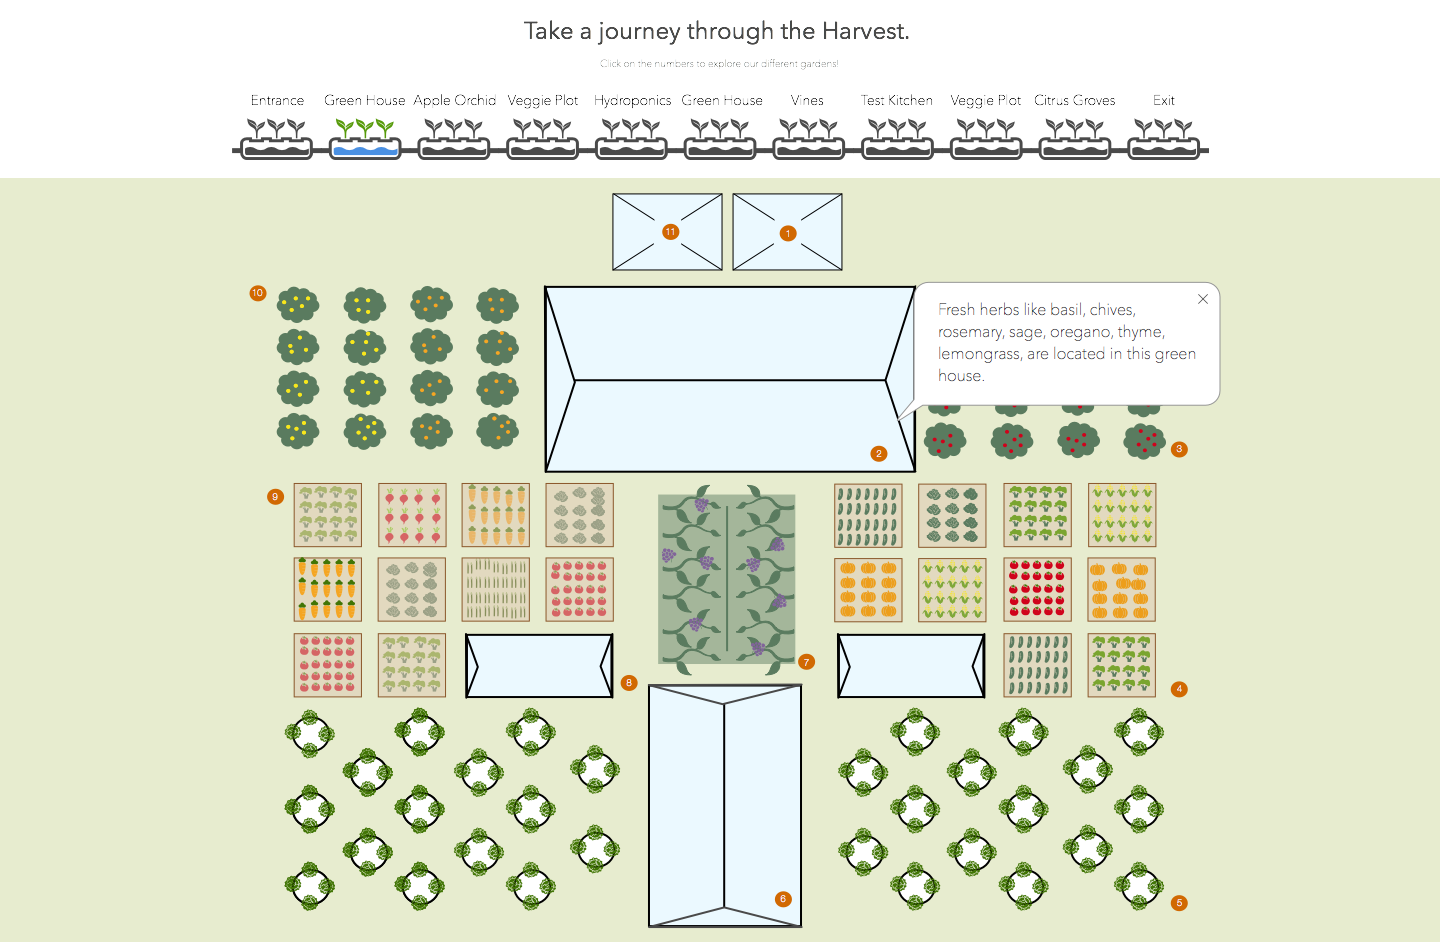 Take a journey through the Harvest.
Click on the numbers to explore our different gardens!
Entrance Green House Apple Orchid Veggie Plot Hydroponics Green House Vines Test Kitchen Veggie Plot Citrus Groves Exit
11 1
10
Fresh herbs like basil, chives,
rosemary, sage, oregano, thyme,
lemongrass, are located in this green
house.
2
3
9
7
8
4
6
5